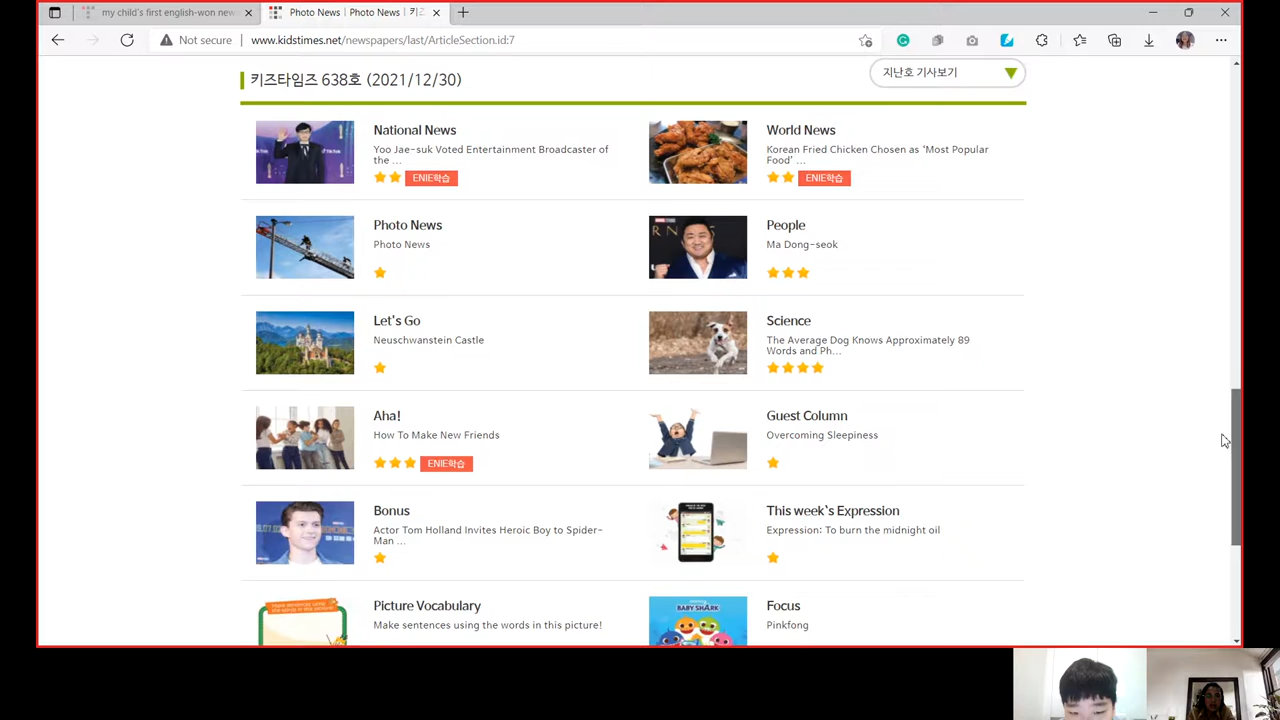 my child's first english-won new
Photo News | Photo News | 키즈
Not secure
www.kidstimes.net/newspapers/last/ArticleSection.id:7
키즈타임즈 638호 (2021/12/30)
지난호 기사보기
National News
Yoo Jae-suk Voted Entertainment Broadcaster of
the ...
ENIE학습
World News
Korean Fried Chicken Chosen as ‘Most Popular
Food’ ...
ENIE학습
Photo News
Photo News
People
Ma Dong-seok
Let's Go
Neuschwanstein Castle
Science
The Average Dog Knows Approximately 89
Words and Ph...
Aha!
How To Make New Friends
ENIE학습
Guest Column
Overcoming Sleepiness
Bonus
Actor Tom Holland Invites Heroic Boy to Spider-
Man ...
This week`s Expression
Expression: To burn the midnight oil
Picture Vocabulary
Make sentences using the words in this picture!
BABY SHARK
Focus
Pinkfong